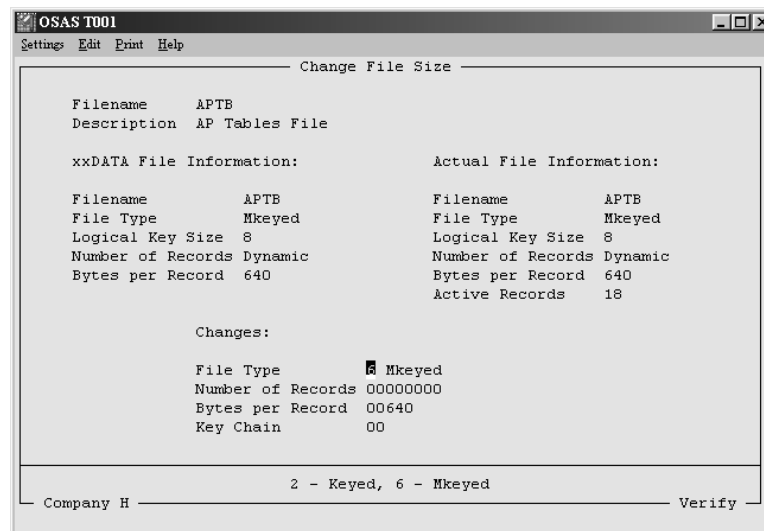 OSAS T001
Settings Edit Print Help
Change File Size
Filename APTB
Description AP Tables File
xxDATA File Information: Actual File Information:
Filename APTB Filename APTB
File Type Mkeyed File Type Mkeyed
Logical Key Size 8 Logical Key Size 8
Number of Records Dynamic Number of Records Dynamic
Bytes per Record 640 Bytes per Record 640
Active Records 18
Changes:
File Type 6 Mkeyed
Number of Records 00000000
Bytes per Record 00640
Key Chain 00
2 - Keyed, 6 - Mkeyed
Company H Verify